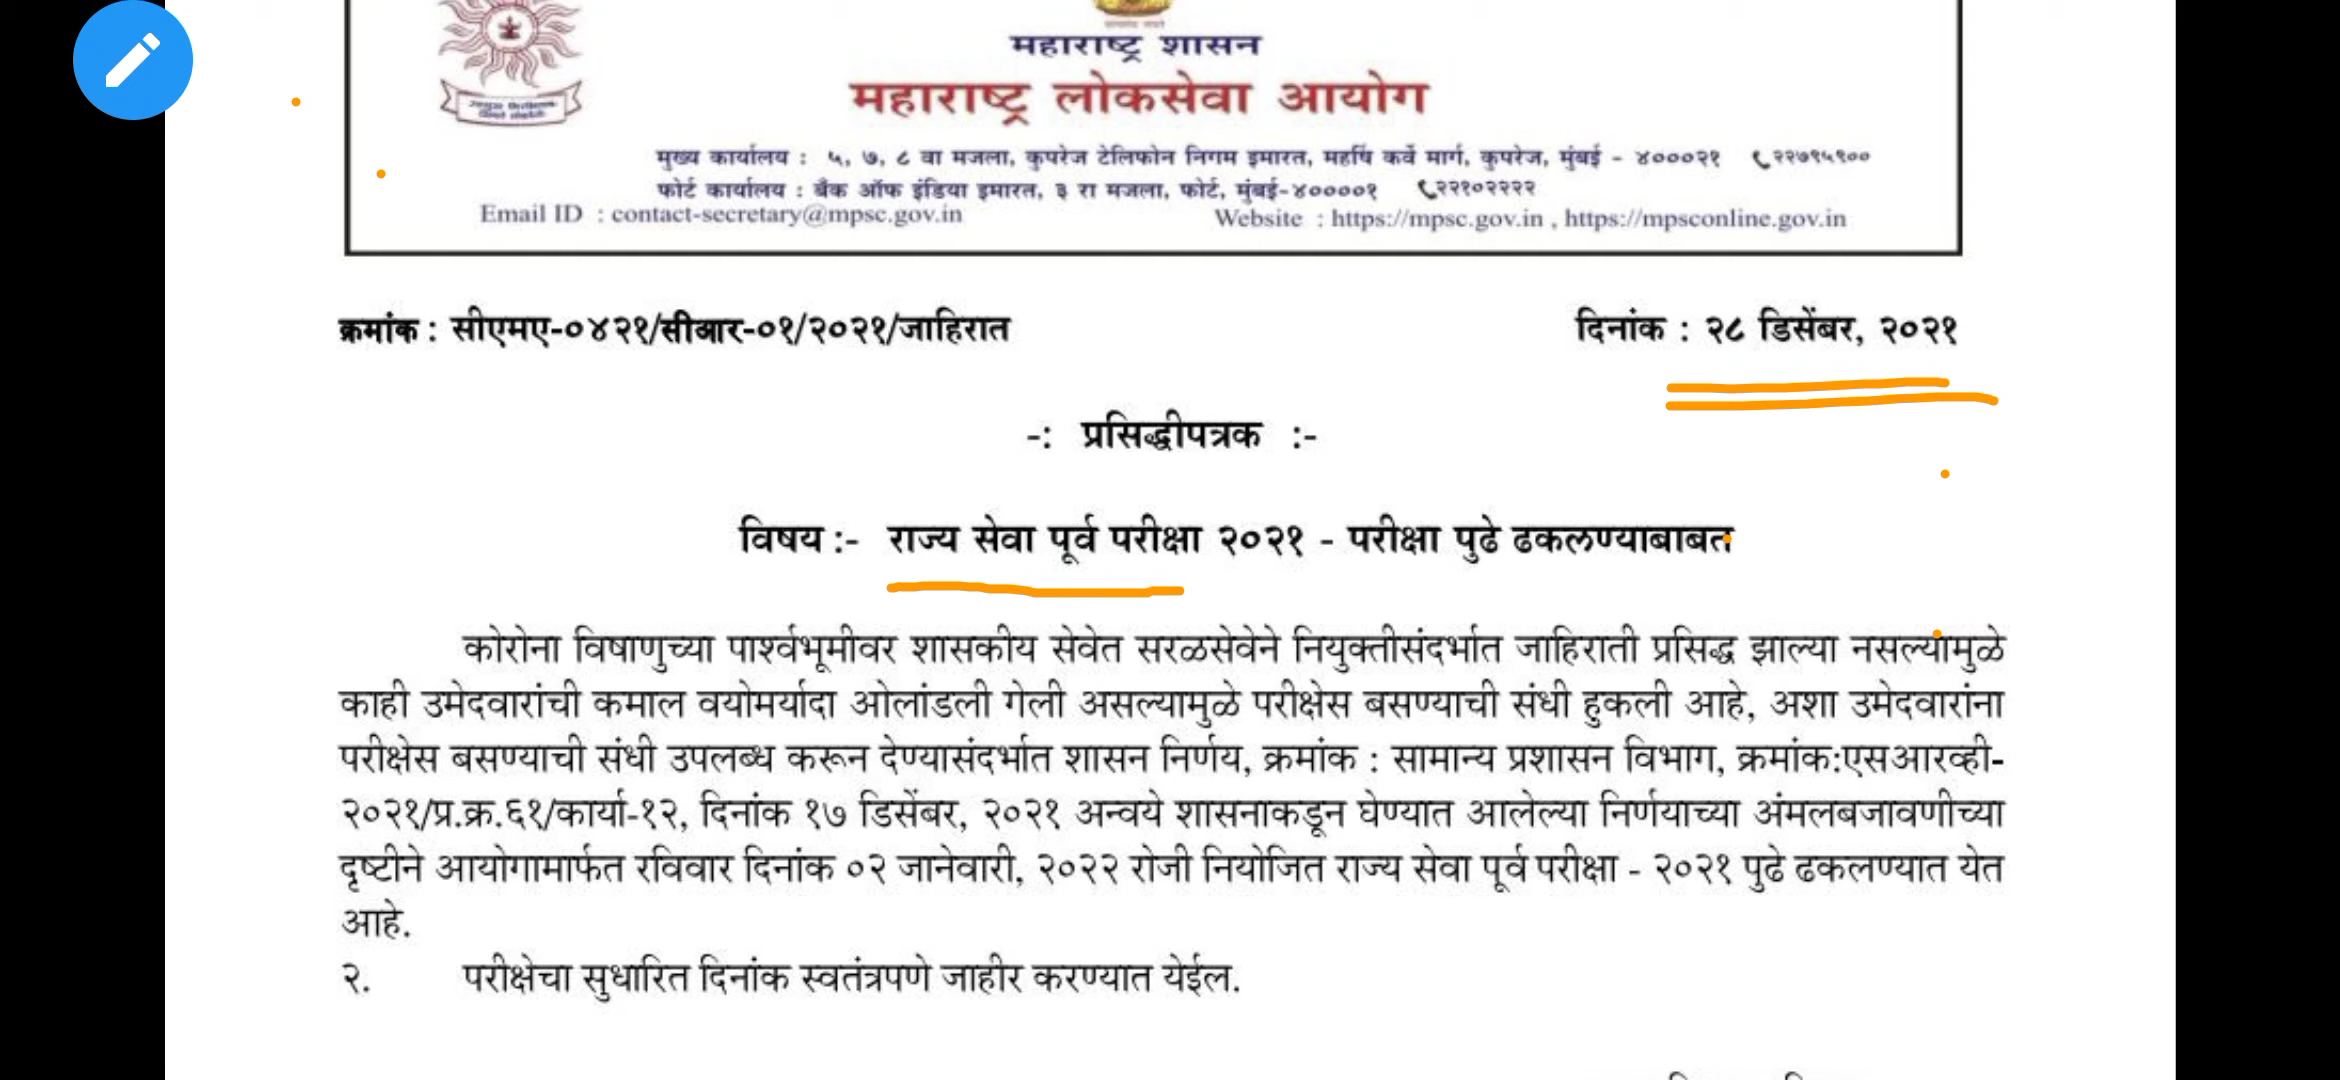 महाराष्ट्र शासन
महाराष्ट्र लोकसेवा आयोग
मुख्य कार्यालय : ५, ७, ८ वा मजला, कुपरेज टेलिफोन निगम इमारत, महर्षि कर्वे मार्ग, कुपरेज, मुंबई - ४०००२१ २२७९५९००
फोर्ट कार्यालय : बँक ऑफ इंडिया इमारत, ३ रा मजला, फोर्ट, मुंबई-४००००१ २२१०२२२२
Email ID : contact-secretary@mpsc.gov.in Website : https://mpsc.gov.in , https://mpsconline.gov.in
क्रमांक : सीएमए-०४२१/सीआर-०१/२०२१/जाहिरात दिनांक : २८ डिसेंबर, २०२१
-: प्रसिद्धीपत्रक :-
विषय :- राज्य सेवा पूर्व परीक्षा २०२१ - परीक्षा पुढे ढकलण्याबाबत
कोरोना विषाणुच्या पार्श्वभूमीवर शासकीय सेवेत सरळसेवेने नियुक्तीसंदर्भात जाहिराती प्रसिद्ध झाल्या नसल्यामुळे
काही उमेदवारांची कमाल वयोमर्यादा ओलांडली गेली असल्यामुळे परीक्षेस बसण्याची संधी हुकली आहे, अशा उमेदवारांना
परीक्षेस बसण्याची संधी उपलब्ध करून देण्यासंदर्भात शासन निर्णय, क्रमांक : सामान्य प्रशासन विभाग, क्रमांक:एसआरव्ही-
२०२१/प्र.क्र.६१/कार्या-१२, दिनांक १७ डिसेंबर, २०२१ अन्वये शासनाकडून घेण्यात आलेल्या निर्णयाच्या अंमलबजावणीच्या
दृष्टीने आयोगामार्फत रविवार दिनांक ०२ जानेवारी, २०२२ रोजी नियोजित राज्य सेवा पूर्व परीक्षा - २०२१ पुढे ढकलण्यात येत
आहे.
२. परीक्षेचा सुधारित दिनांक स्वतंत्रपणे जाहीर करण्यात येईल.